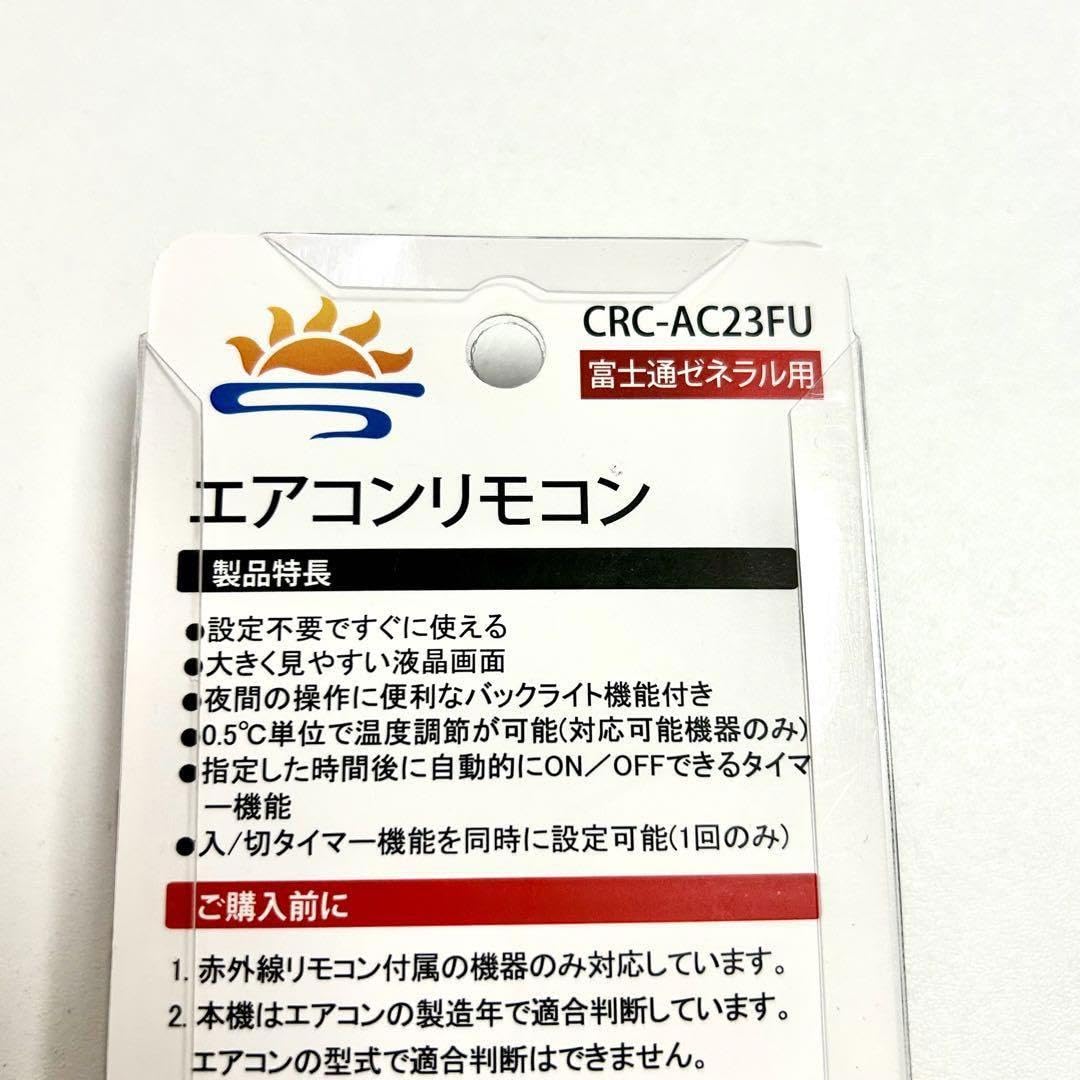 CRC-AC23FU
富士通ゼネラル用
エアコンリモコン
製品特長
●設定不要ですぐに使える
●大きく見やすい液晶画面
●夜間の操作に便利なバックライト機能付き
●0.5℃単位で温度調節が可能(対応可能機器のみ)
●指定した時間後に自動的にON／OFFできるタイマ
ー機能
●入/切タイマー機能を同時に設定可能(1回のみ)
ご購入前に
1. 赤外線リモコン付属の機器のみ対応しています。
2. 本機はエアコンの製造年で適合判断しています。
エアコンの型式で適合判断はできません。